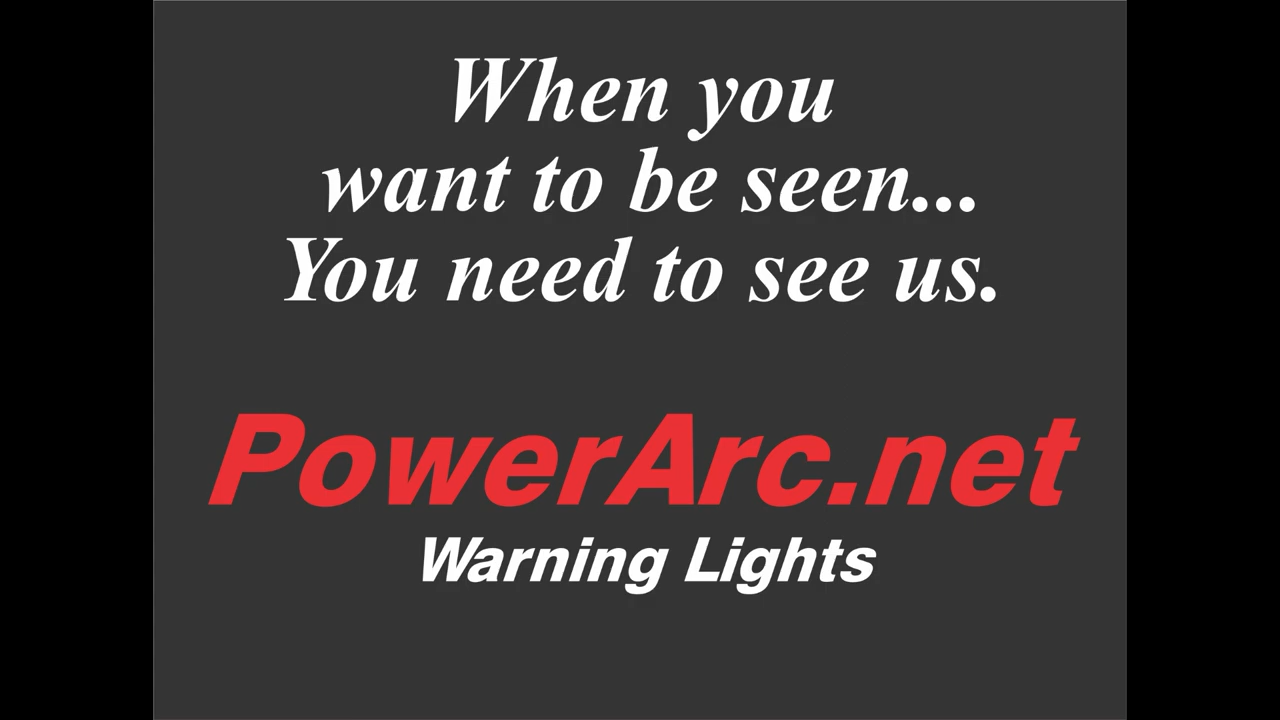 When you
want to be seen...
You need to see us.
PowerArc.net
Warning Lights